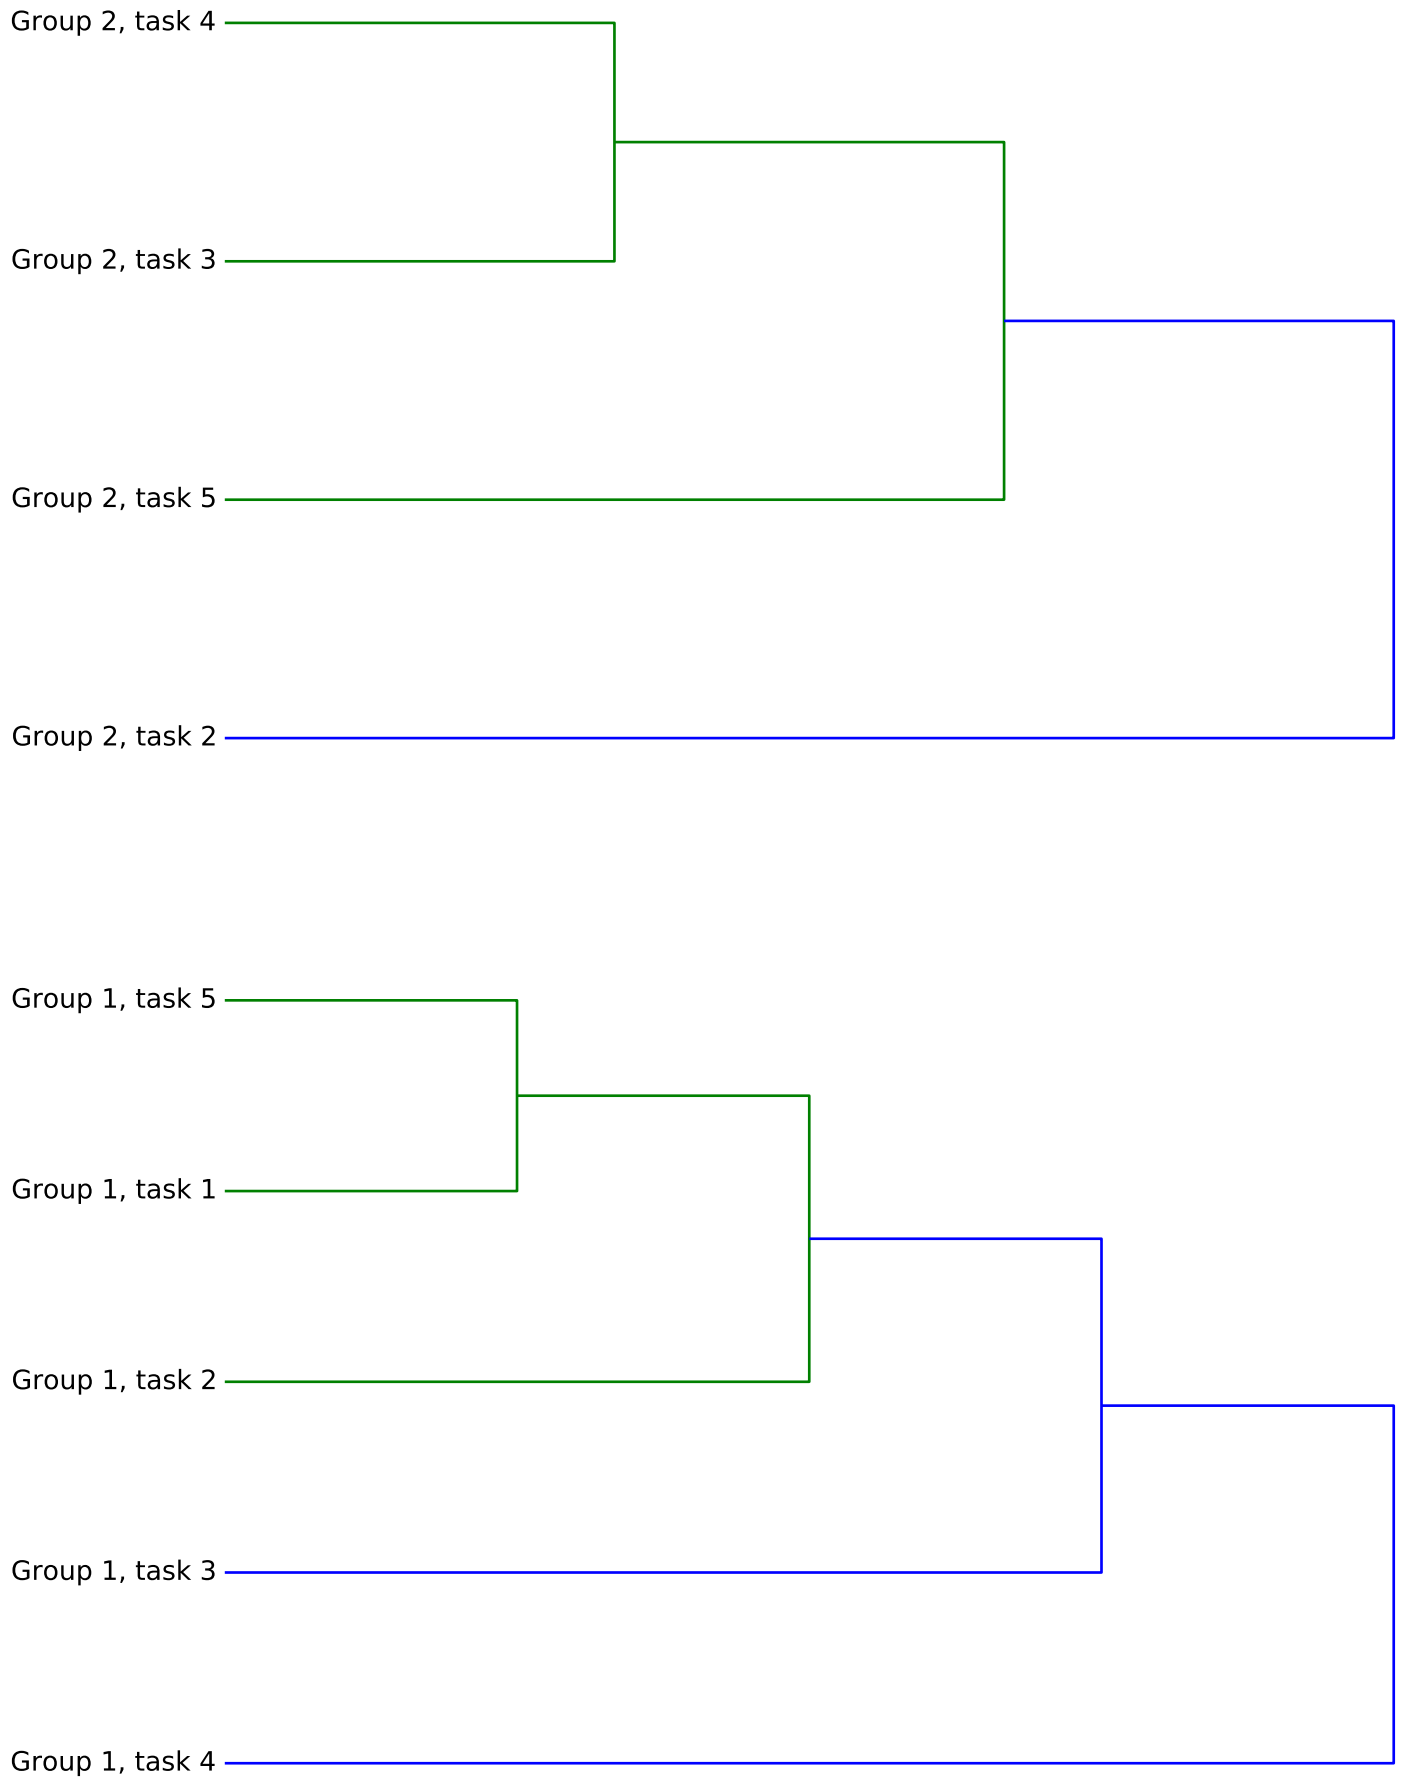 Group 2, task 4
Group 2, task 3
Group 2, task 5
Group 2, task 2
Group 1, task 5
Group 1, task 1
Group 1, task 2
Group 1, task 3
Group 1, task 4